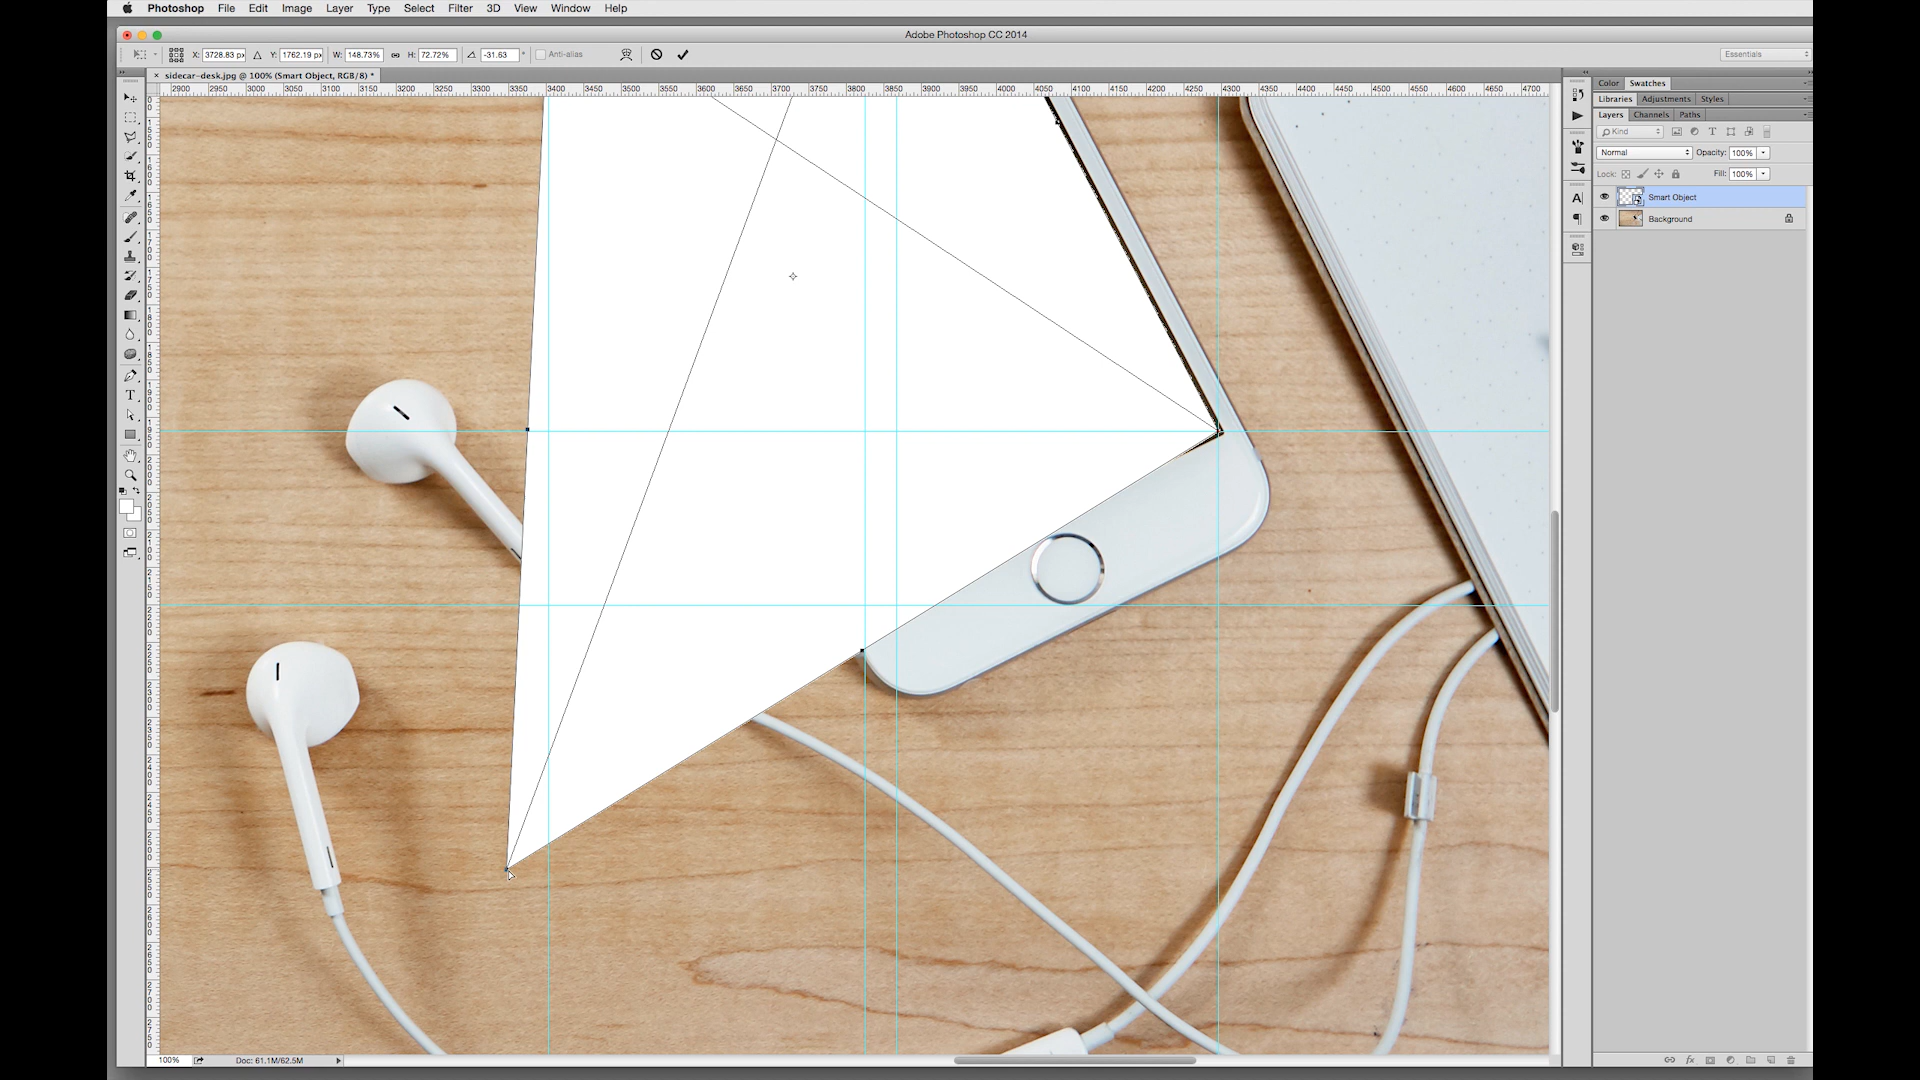 Photoshop File Edit Image Layer Type Select Filter 3D View Window Help
Adobe Photoshop CC 2014
X: 3728.83 px Y: 1762.19 px W: 148.73% H: 72.72% -31.63 ° Anti-alias Essentials
× sidecar-desk.jpg @ 100% (Smart Object, RGB/8) *
2900 2950 3000 3050 3100 3150 3200 3250 3300 3350 3400 3450 3500 3550 3600 3650 3700 3750 3800 3850 3900 3950 4000 4050 4100 4150 4200 4250 4300 4350 4400 4450 4500 4550 4600 4650 4700
Color Swatches
Libraries Adjustments Styles
Layers Channels Paths
Kind
Normal Opacity: 100%
Lock: Fill: 100%
Smart Object
Background
100% Doc: 61.1M/62.5M